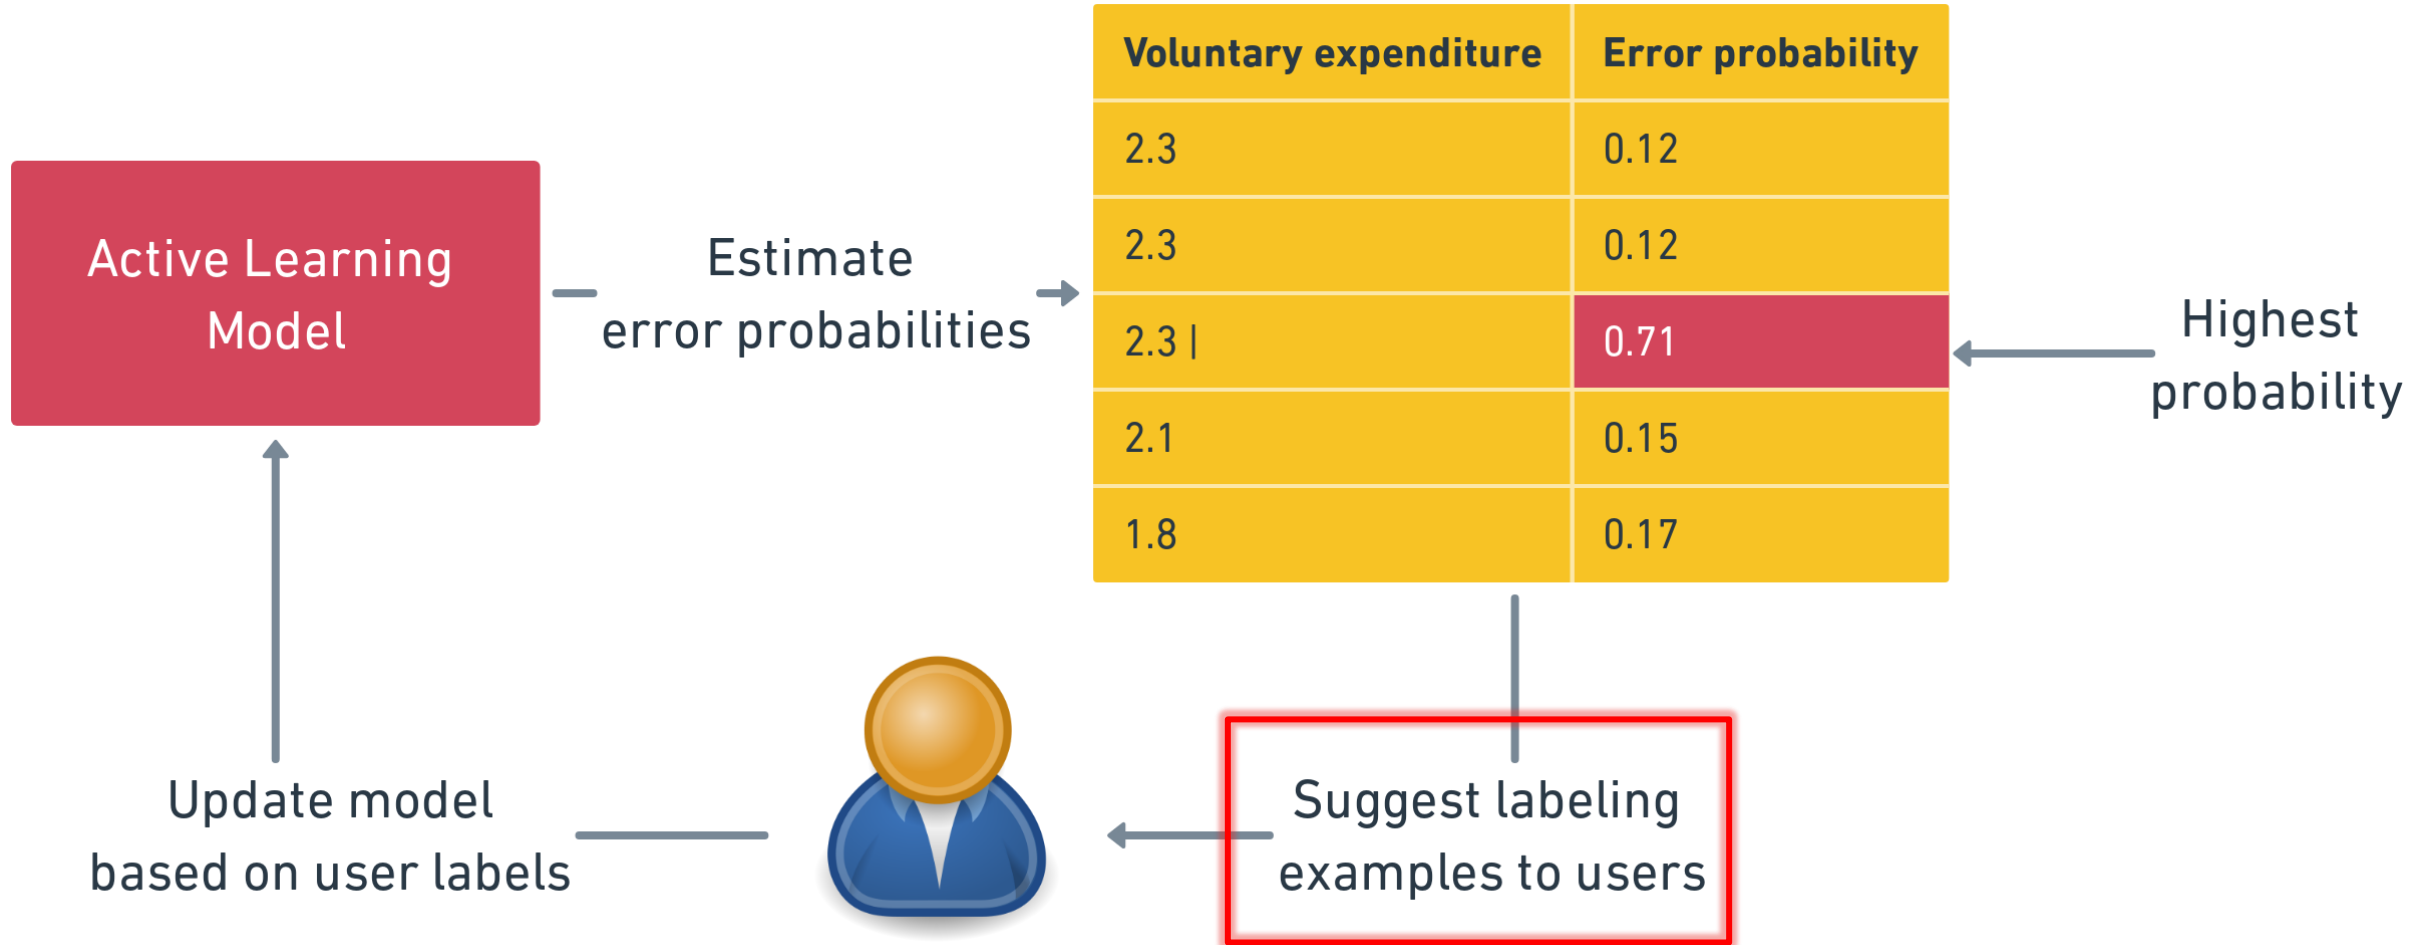 Voluntary expenditure Error probability
2.3 0.12
2.3 0.12
2.3 | 0.71
2.1 0.15
1.8 0.17
Active Learning
Model
Estimate
error probabilities
Highest
probability
Suggest labeling
examples to users
Update model
based on user labels